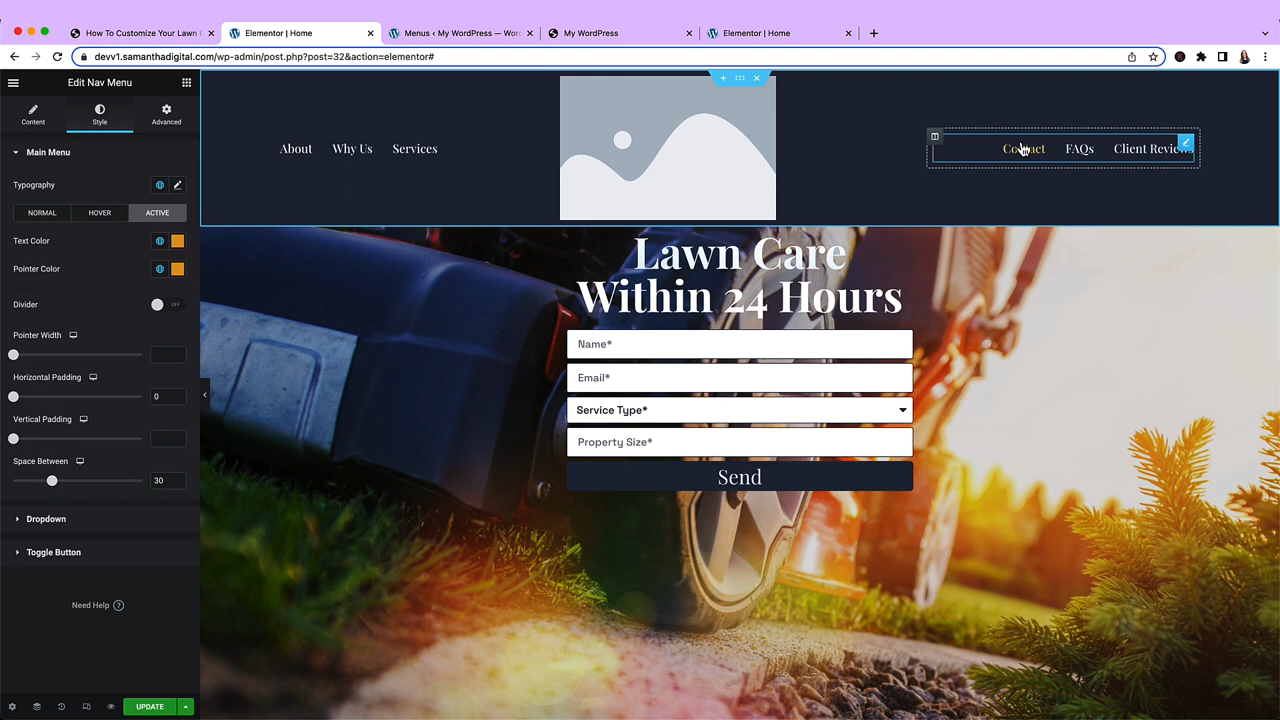 How To Customize Your Lawn
Elementor | Home
Menus ‹ My WordPress — Wor
My WordPress
Elementor | Home
devv1.samanthadigital.com/wp-admin/post.php?post=32&action=elementor#
Edit Nav Menu
Content
Style
Advanced
Main Menu
Typography
NORMAL
HOVER
ACTIVE
Text Color
Pointer Color
Divider
OFF
Pointer Width
Horizontal Padding
0
Vertical Padding
Space Between
30
Dropdown
Toggle Button
Need Help
UPDATE
About Why Us Services
Contact FAQs Client
Lawn Care
Within 24 Hours
Name*
Email*
Service Type*
Property Size*
Send